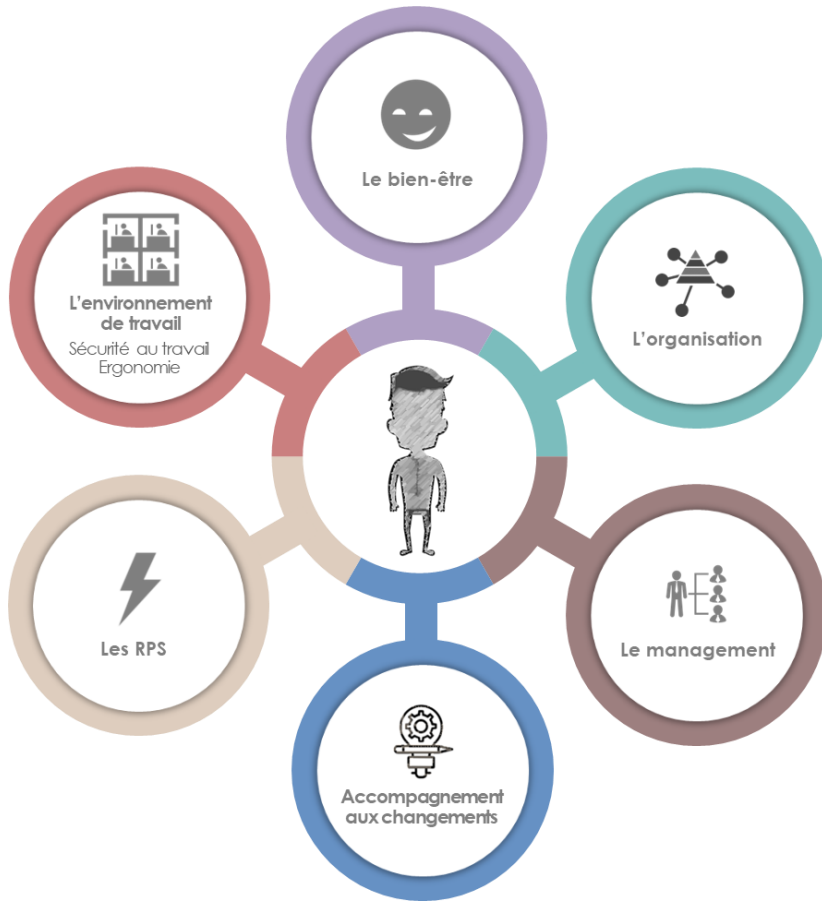 Le bien-être
L'environnement
de travail
Sécurité au travail
Ergonomie
L'organisation
Les RPS
Le management
Accompagnement
aux changements